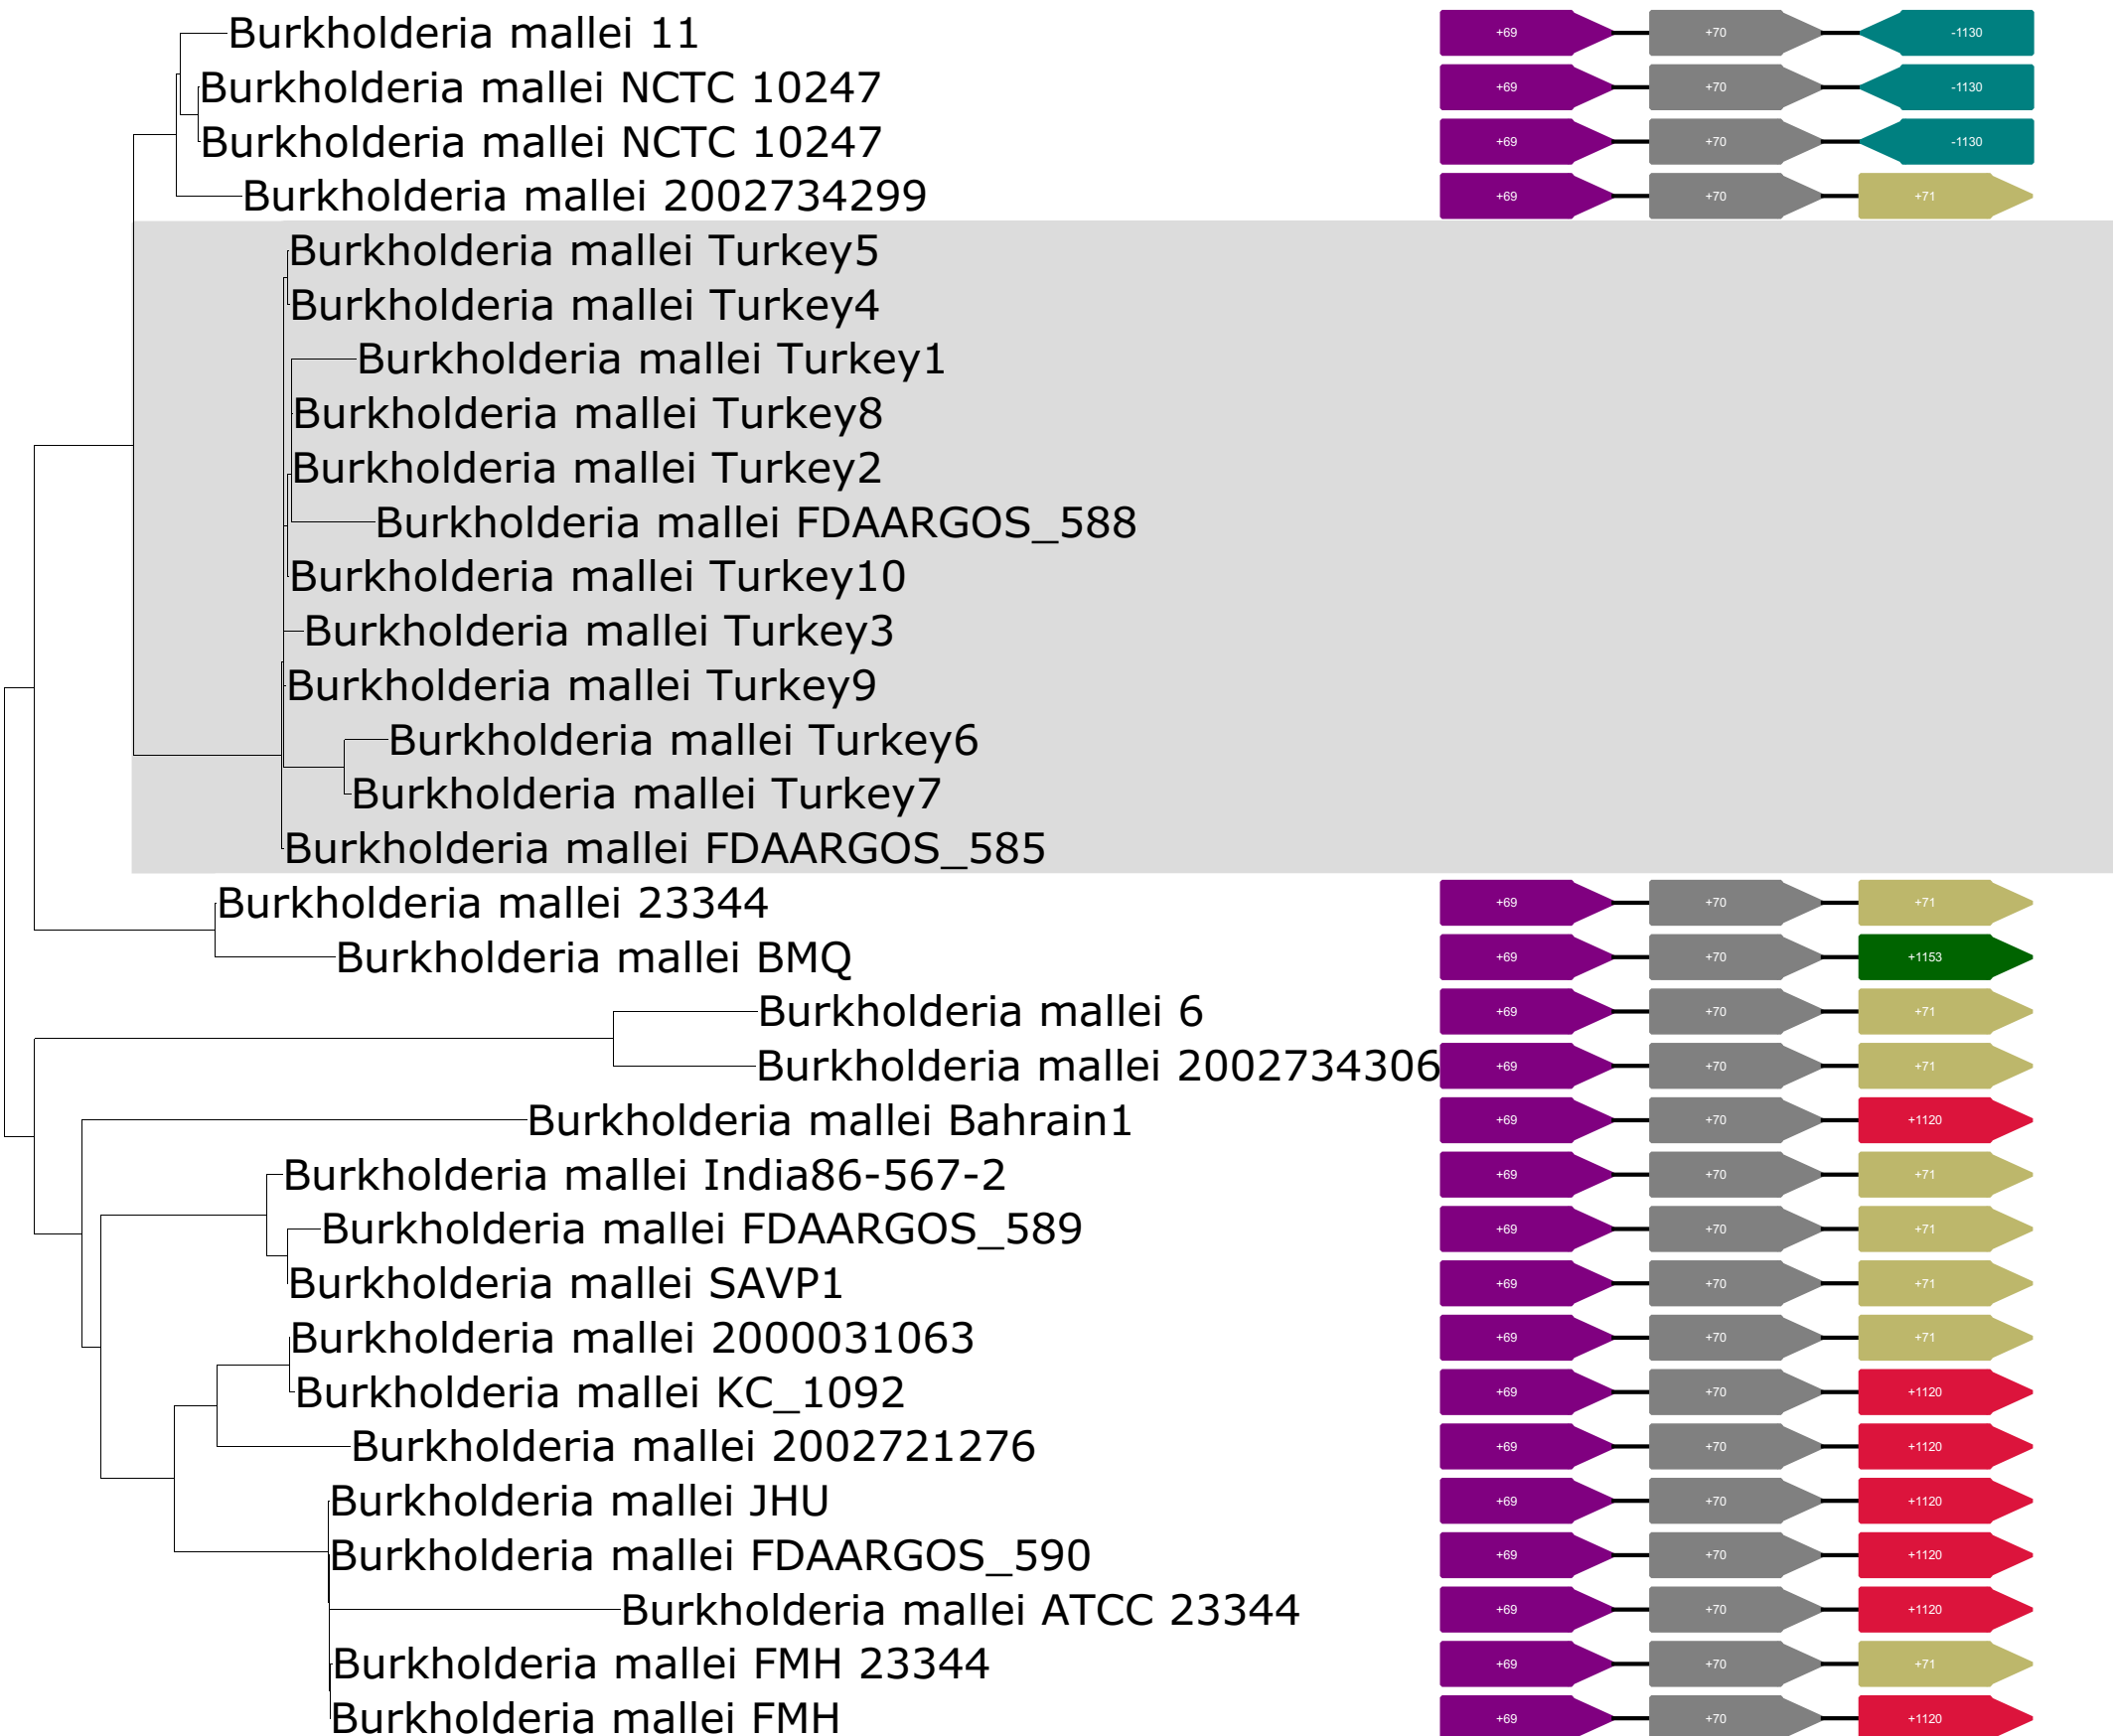 Burkholderia mallei 11 +69 +70 -1130
Burkholderia mallei NCTC 10247 +69 +70 -1130
Burkholderia mallei NCTC 10247 +69 +70 -1130
Burkholderia mallei 2002734299 +69 +70 +71
Burkholderia mallei Turkey5
Burkholderia mallei Turkey4
Burkholderia mallei Turkey1
Burkholderia mallei Turkey8
Burkholderia mallei Turkey2
Burkholderia mallei FDAARGOS_588
Burkholderia mallei Turkey10
Burkholderia mallei Turkey3
Burkholderia mallei Turkey9
Burkholderia mallei Turkey6
Burkholderia mallei Turkey7
Burkholderia mallei FDAARGOS_585
Burkholderia mallei 23344 +69 +70 +71
Burkholderia mallei BMQ +69 +70 +1153
Burkholderia mallei 6 +69 +70 +71
Burkholderia mallei 2002734306 +69 +70 +71
Burkholderia mallei Bahrain1 +69 +70 +1120
Burkholderia mallei India86-567-2 +69 +70 +71
Burkholderia mallei FDAARGOS_589 +69 +70 +71
Burkholderia mallei SAVP1 +69 +70 +71
Burkholderia mallei 2000031063 +69 +70 +71
Burkholderia mallei KC_1092 +69 +70 +1120
Burkholderia mallei 2002721276 +69 +70 +1120
Burkholderia mallei JHU +69 +70 +1120
Burkholderia mallei FDAARGOS_590 +69 +70 +1120
Burkholderia mallei ATCC 23344 +69 +70 +1120
Burkholderia mallei FMH 23344 +69 +70 +71
Burkholderia mallei FMH +69 +70 +1120